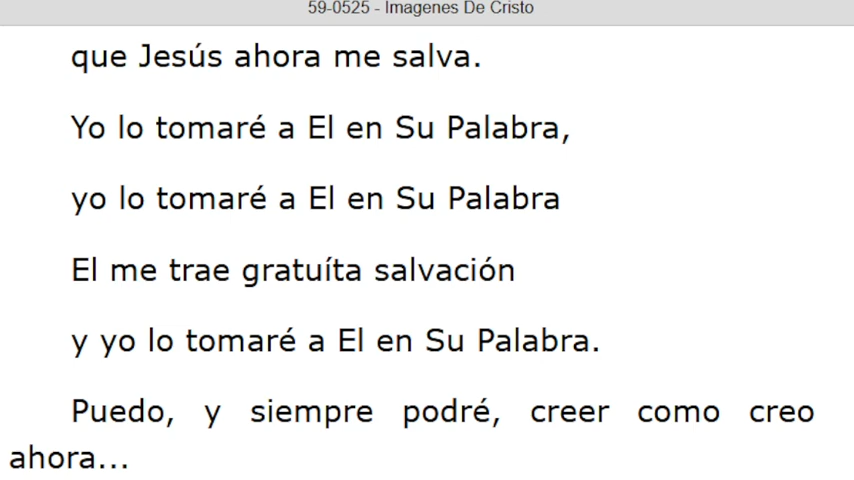 59-0525 - Imagenes De Cristo
que Jesús ahora me salva.
Yo lo tomaré a El en Su Palabra,
yo lo tomaré a El en Su Palabra
El me trae gratuíta salvación
y yo lo tomaré a El en Su Palabra.
Puedo, y siempre podré, creer como creo
ahora...